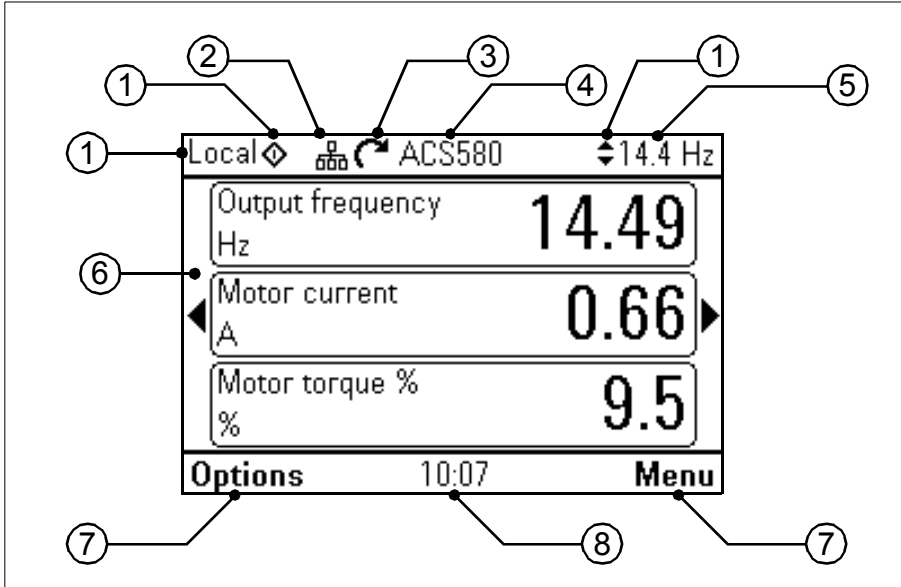 2 3 1
1 4 5
1 Local ACS580 14.4 Hz
Output frequency 14.49
Hz
6
Motor current 0.66
A
Motor torque % 9.5
%
Options 10:07 Menu
7 8 7